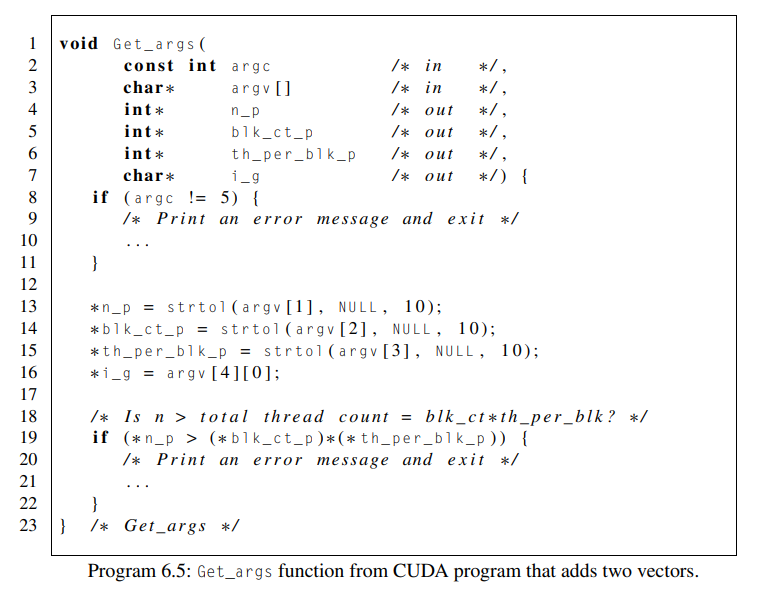 1 void Get_args(
2 const int argc /* in */,
3 char* argv[] /* in */,
4 int* n_p /* out */,
5 int* blk_ct_p /* out */,
6 int* th_per_blk_p /* out */,
7 char* i_g /* out */) {
8 if (argc != 5) {
9 /* Print an error message and exit */
10 ...
11 }
12
13 *n_p = strtol(argv[1], NULL, 10);
14 *blk_ct_p = strtol(argv[2], NULL, 10);
15 *th_per_blk_p = strtol(argv[3], NULL, 10);
16 *i_g = argv[4][0];
17
18 /* Is n > total thread count = blk_ct*th_per_blk? */
19 if (*n_p > (*blk_ct_p)*(*th_per_blk_p)) {
20 /* Print an error message and exit */
21 ...
22 }
23 } /* Get_args */
Program 6.5: Get_args function from CUDA program that adds two vectors.